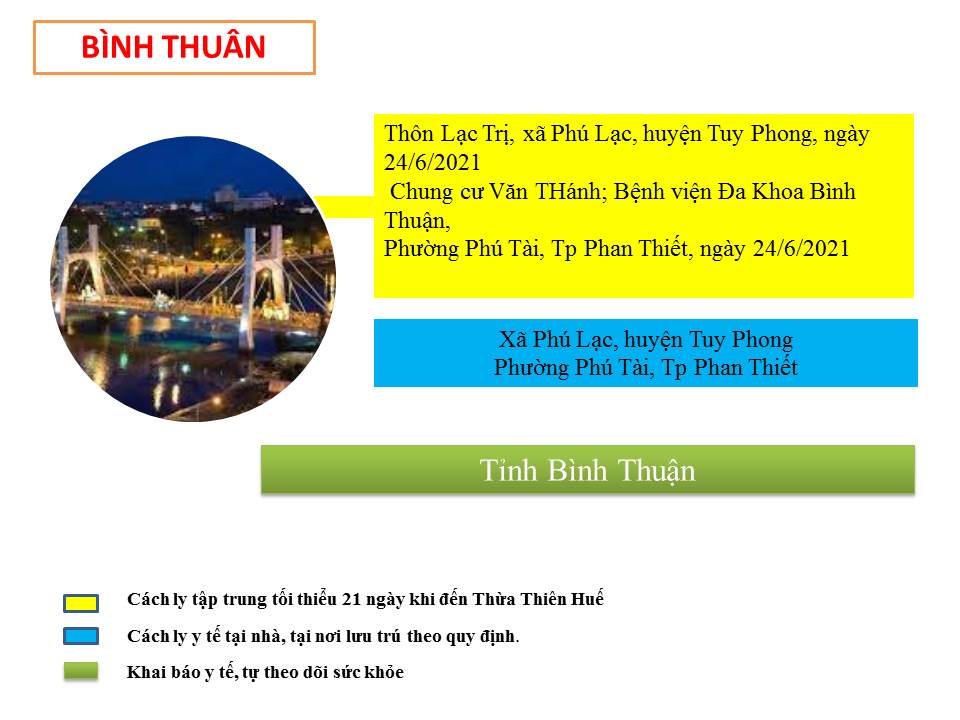 BÌNH THUÂN
Thôn Lạc Trị, xã Phú Lạc, huyện Tuy Phong, ngày
24/6/2021
Chung cư Văn THánh; Bệnh viện Đa Khoa Bình
Thuận,
Phường Phú Tài, Tp Phan Thiết, ngày 24/6/2021
Xã Phú Lạc, huyện Tuy Phong
Phường Phú Tài, Tp Phan Thiết
Tỉnh Bình Thuận
Cách ly tập trung tối thiểu 21 ngày khi đến Thừa Thiên Huế
Cách ly y tế tại nhà, tại nơi lưu trú theo quy định.
Khai báo y tế, tự theo dõi sức khỏe